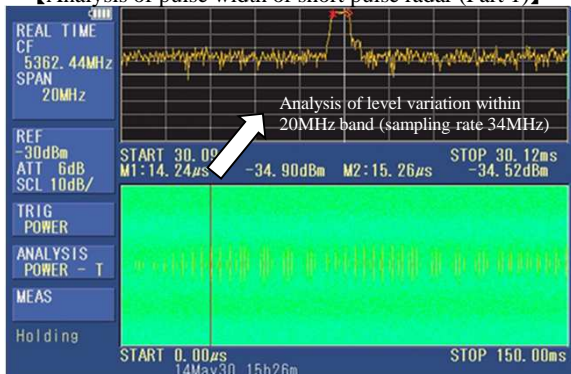 【Analysis of pulse width of short pulse radar (Part 1)】
REAL TIME
CF
5362.44MHz
SPAN
20MHz
REF
-30dBm
ATT 6dB
SCL 10dB/
TRIG
POWER
ANALYSIS
POWER - T
MEAS
Holding
Analysis of level variation within
20MHz band (sampling rate 34MHz)
START 30.09
STOP 30.12ms
M1:14.24µs -34.90dBm M2:15.26µs -34.52dBm
START 0.00µs
STOP 150.00ms
14May30 15h26m